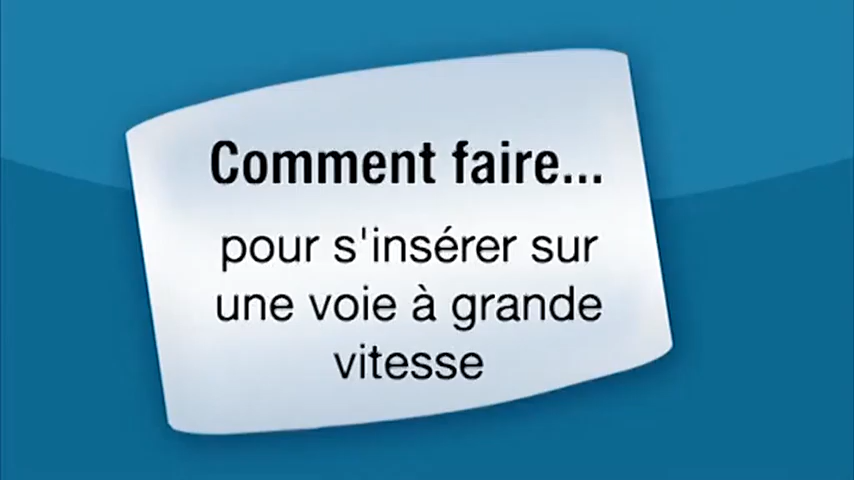 Comment faire...
pour s'insérer sur
une voie à grande
vitesse